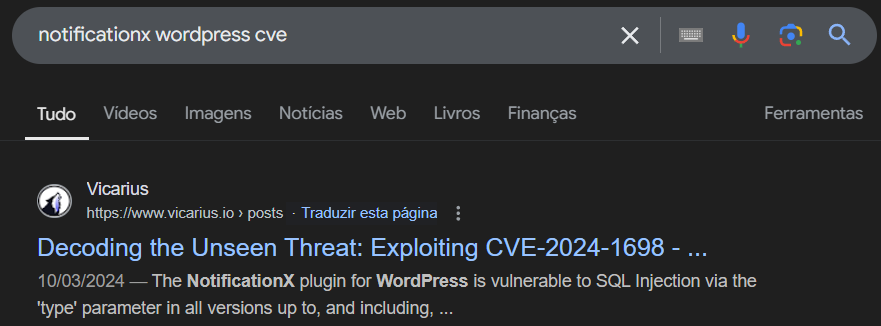 notificationx wordpress cve
Tudo Vídeos Imagens Notícias Web Livros Finanças Ferramentas
Vicarius
https://www.vicarius.io › posts · Traduzir esta página
Decoding the Unseen Threat: Exploiting CVE-2024-1698 - ...
10/03/2024 — The NotificationX plugin for WordPress is vulnerable to SQL Injection via the
'type' parameter in all versions up to, and including, ...